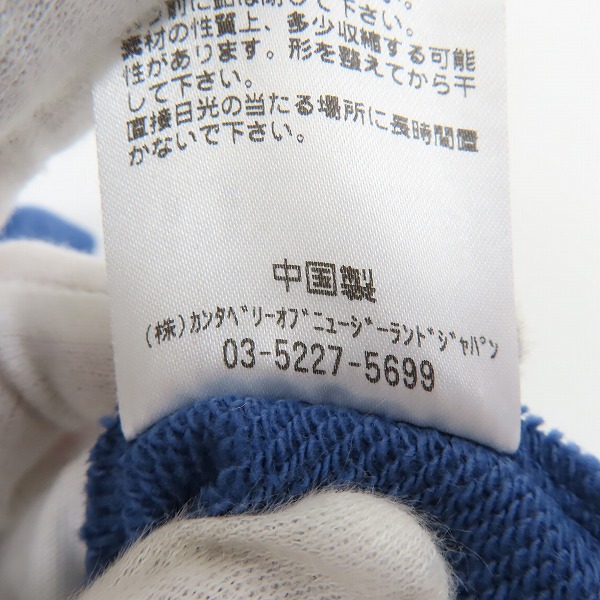 素材の性質上、多少収縮する可能
性があります。形を整えてから干
して下さい。
直接日光の当たる場所に長時間置
かないで下さい。
中国製
(株)カンタベリーオブニュージーランドジャパン
03-5227-5699